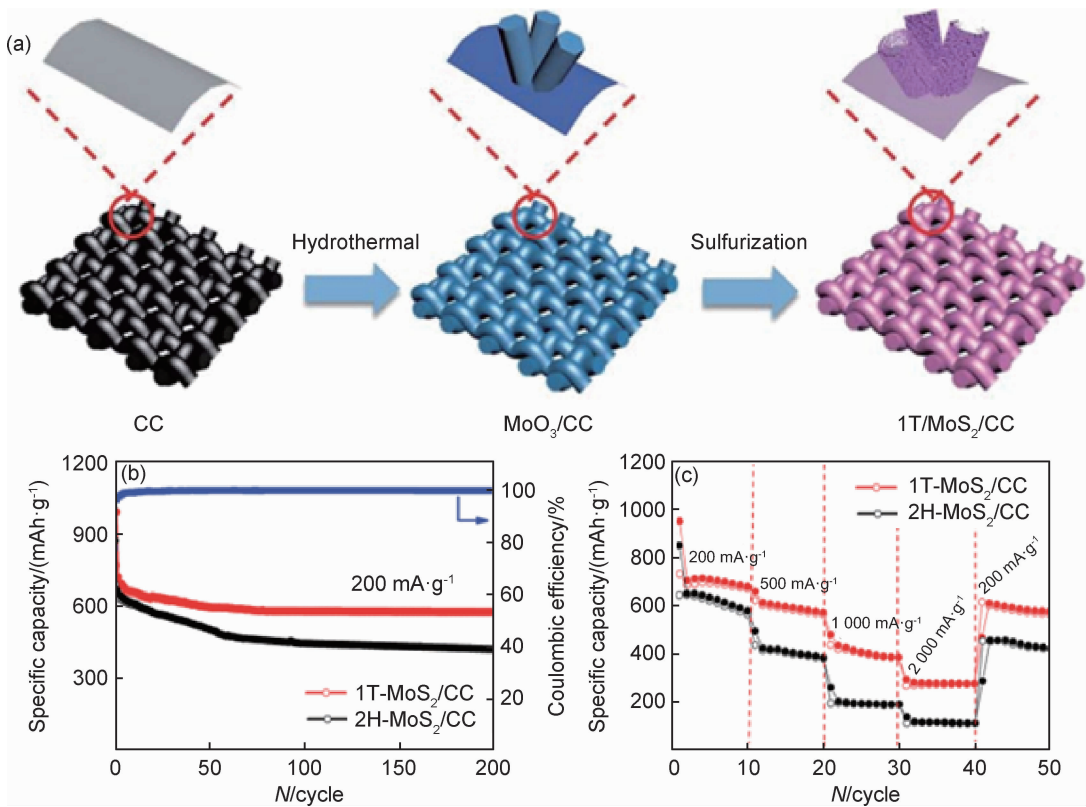 (a)
Hydrothermal
Sulfurization
CC
MoO₃/CC
1T/MoS₂/CC
(b)
1200
900
600
300
Specific capacity/(mAh·g⁻¹)
100
80
60
40
20
Coulombic efficiency/%
200 mA·g⁻¹
1T-MoS₂/CC
2H-MoS₂/CC
0
50
100
150
200
N/cycle
(c)
1200
1000
800
600
400
200
Specific capacity/(mAh·g⁻¹)
1T-MoS₂/CC
2H-MoS₂/CC
200 mA·g⁻¹
500 mA·g⁻¹
1 000 mA·g⁻¹
2 000 mA·g⁻¹
200 mA·g⁻¹
0
10
20
30
40
50
N/cycle